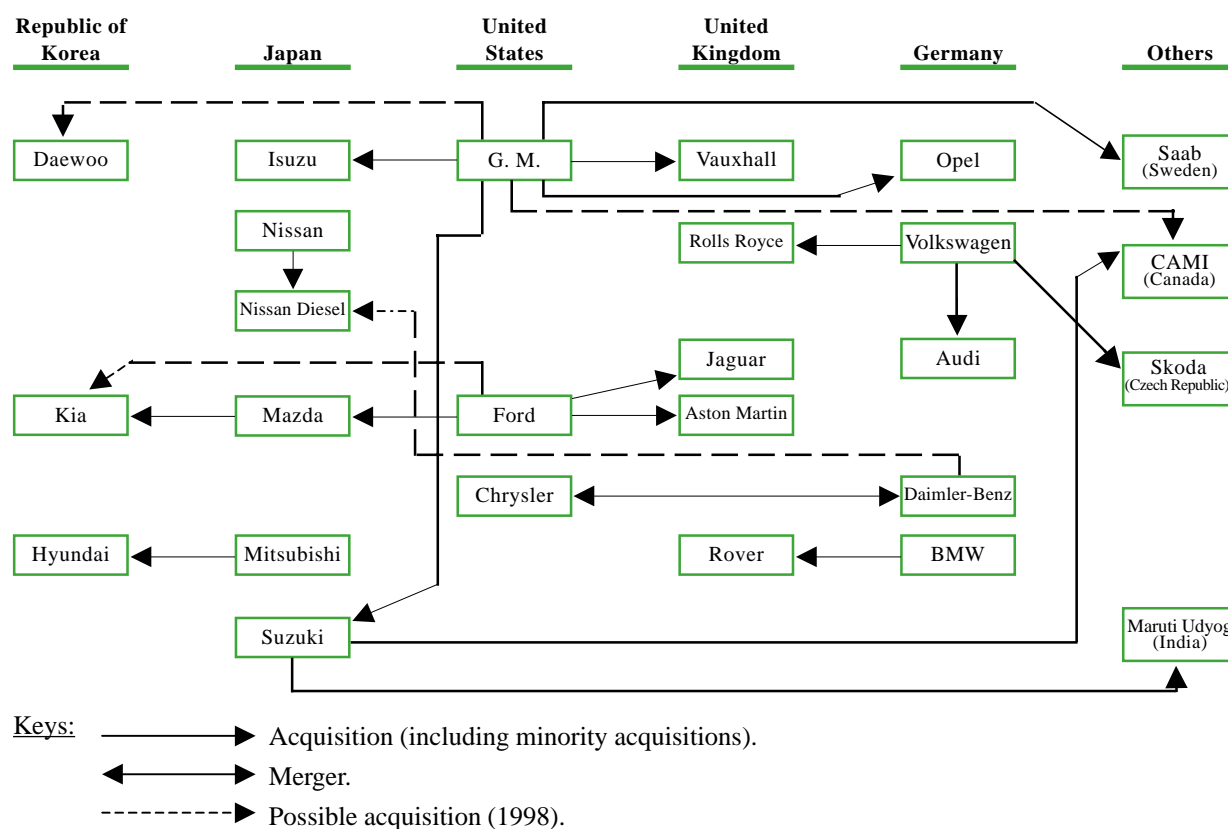 Republic of
Korea
Japan
United
States
United
Kingdom
Germany
Others
Daewoo
Isuzu
G. M.
Vauxhall
Opel
Saab
(Sweden)
Nissan
Rolls Royce
Volkswagen
CAMI
(Canada)
Nissan Diesel
Jaguar
Audi
Skoda
(Czech Republic)
Kia
Mazda
Ford
Aston Martin
Chrysler
Daimler-Benz
Hyundai
Mitsubishi
Rover
BMW
Suzuki
Maruti Udyog
(India)
Keys:
Acquisition (including minority acquisitions).
Merger.
Possible acquisition (1998).